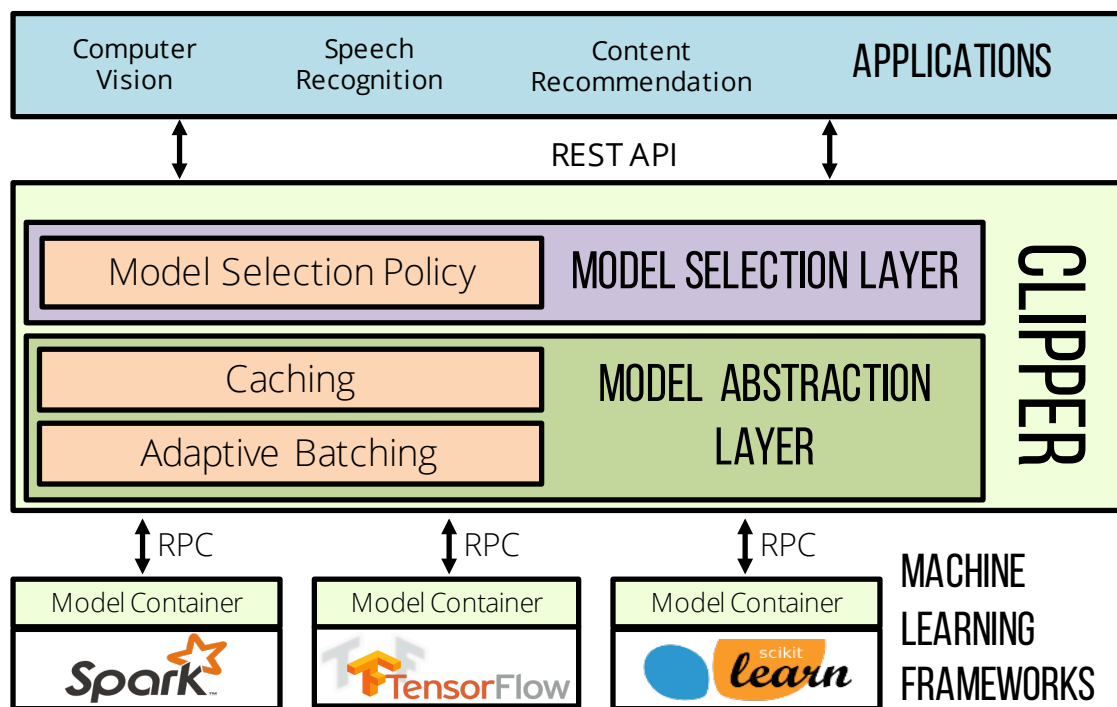 Computer
Vision
Speech
Recognition
Content
Recommendation
APPLICATIONS
REST API
Model Selection Policy
MODEL SELECTION LAYER
Caching
Adaptive Batching
MODEL ABSTRACTION
LAYER
CLIPPER
RPC
RPC
RPC
Model Container
Model Container
Model Container
Spark
TensorFlow
scikit
learn
MACHINE
LEARNING
FRAMEWORKS